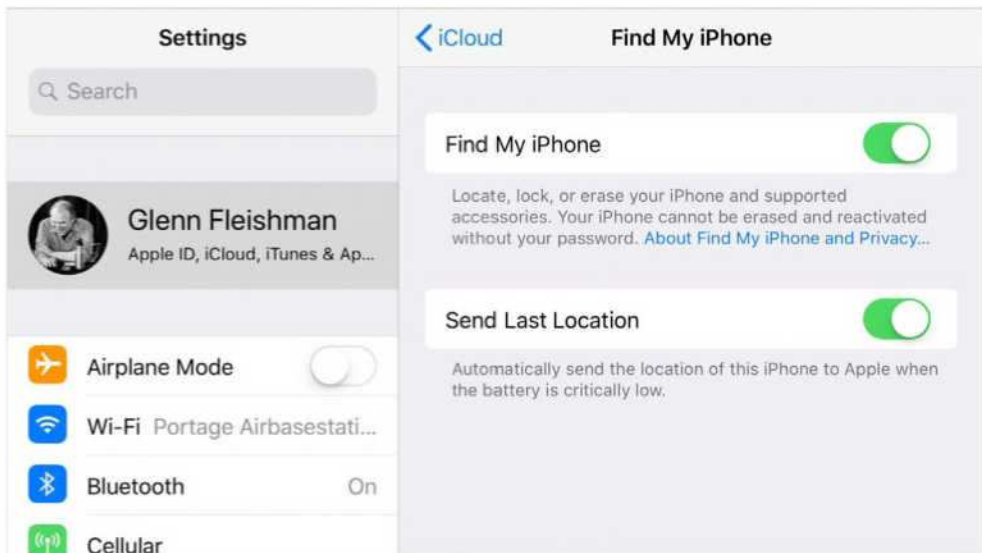 Settings
Search
Glenn Fleishman
Apple ID, iCloud, iTunes & Ap...
Airplane Mode
Wi-Fi Portage Airbasestati...
Bluetooth On
Cellular
iCloud
Find My iPhone
Find My iPhone
Locate, lock, or erase your iPhone and supported
accessories. Your iPhone cannot be erased and reactivated
without your password. About Find My iPhone and Privacy...
Send Last Location
Automatically send the location of this iPhone to Apple when
the battery is critically low.